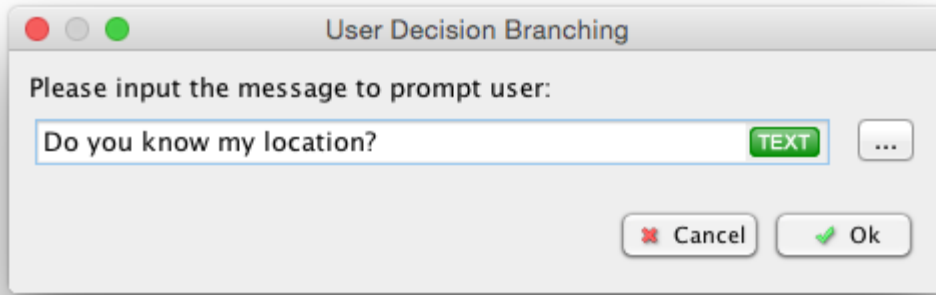 User Decision Branching
Please input the message to prompt user:
Do you know my location? TEXT ...
Cancel Ok